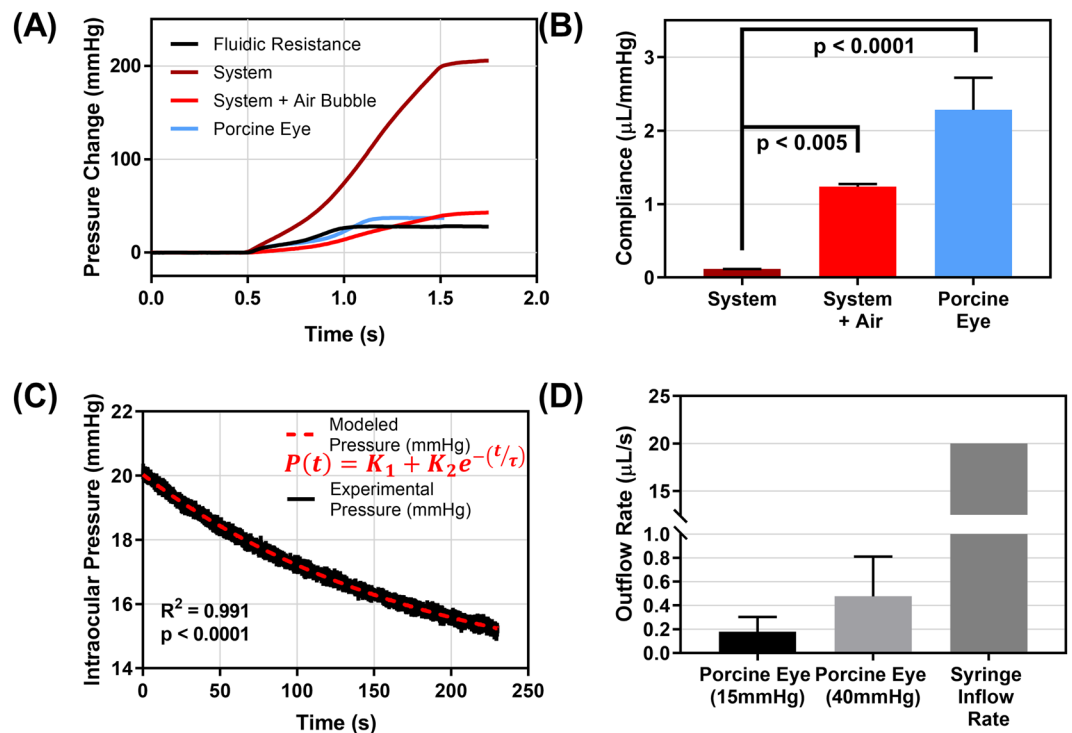 (A)
Pressure Change (mmHg)
200
100
0
Fluidic Resistance
System
System + Air Bubble
Porcine Eye
0.0 0.5 1.0 1.5 2.0
Time (s)
(B)
Compliance (µL/mmHg)
3
2
1
0
p < 0.0001
p < 0.005
System
System
+ Air
Porcine
Eye
(C)
Intraocular Pressure (mmHg)
22
20
18
16
14
Modeled
Pressure (mmHg)
P(t) = K₁ + K₂e^-(t/τ)
Experimental
Pressure (mmHg)
R² = 0.991
p < 0.0001
0 50 100 150 200 250
Time (s)
(D)
Outflow Rate (µL/s)
25
20
15
1.0
0.8
0.6
0.4
0.2
0.0
Porcine Eye
(15mmHg)
Porcine Eye
(40mmHg)
Syringe
Inflow
Rate